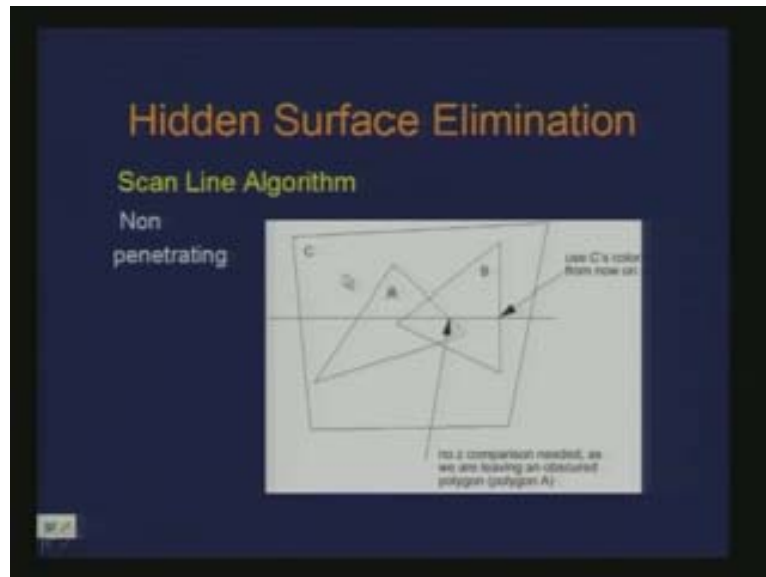 Hidden Surface Elimination
Scan Line Algorithm
Non
penetrating
C
A
B
use C's color
from now on
no z comparison needed, as
we are leaving an obscured
polygon (polygon A)